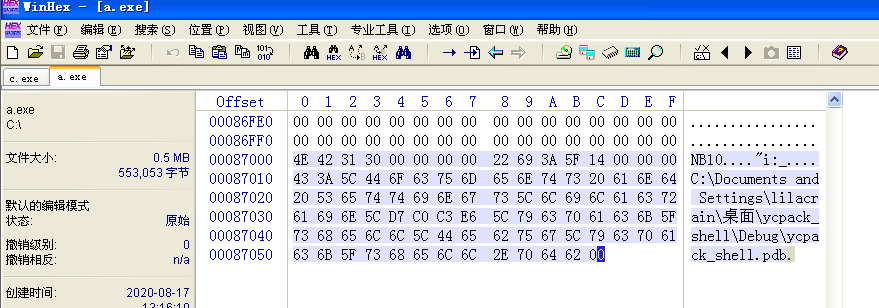 WinHex - [a.exe]
文件(F) 编辑(E) 搜索(S) 位置(P) 视图(V) 工具(T) 专业工具(I) 选项(O) 窗口(W) 帮助(H)
c.exe a.exe
a.exe
C:\
文件大小: 0.5 MB
553,053 字节
默认的编辑模式
状态: 原始
撤销级别: 0
撤销相反: n/a
创建时间: 2020-08-17
13:16:10
Offset 0 1 2 3 4 5 6 7 8 9 A B C D E F
00086FE0 00 00 00 00 00 00 00 00 00 00 00 00 00 00 00 00 ................
00086FF0 00 00 00 00 00 00 00 00 00 00 00 00 00 00 00 00 ................
00087000 4E 42 31 30 00 00 00 00 22 69 3A 5F 14 00 00 00 NB10...."i:_....
00087010 43 3A 5C 44 6F 63 75 6D 65 6E 74 73 20 61 6E 64 C:\Documents and
00087020 20 53 65 74 74 69 6E 67 73 5C 6C 69 6C 61 63 72 Settings\lilacr
00087030 61 69 6E 5C D7 C0 C3 E6 5C 79 63 70 61 63 6B 5F ain\桌面\ycpack_
00087040 73 68 65 6C 6C 5C 44 65 62 75 67 5C 79 63 70 61 shell\Debug\ycpa
00087050 63 6B 5F 73 68 65 6C 6C 2E 70 64 62 00 ck_shell.pdb.